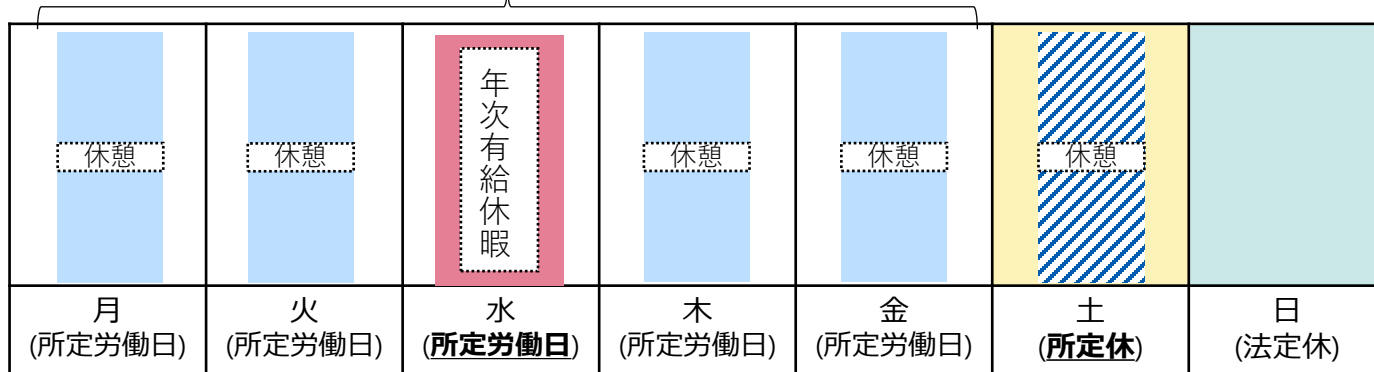 休憩
休憩
年次有給休暇
休憩
休憩
休憩
月
(所定労働日)
火
(所定労働日)
水
(所定労働日)
木
(所定労働日)
金
(所定労働日)
土
(所定休)
日
(法定休)